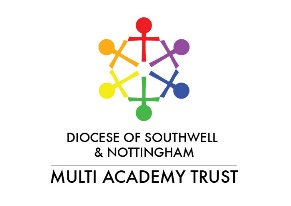 DIOCESE OF SOUTHWELL
& NOTTINGHAM
MULTI ACADEMY TRUST